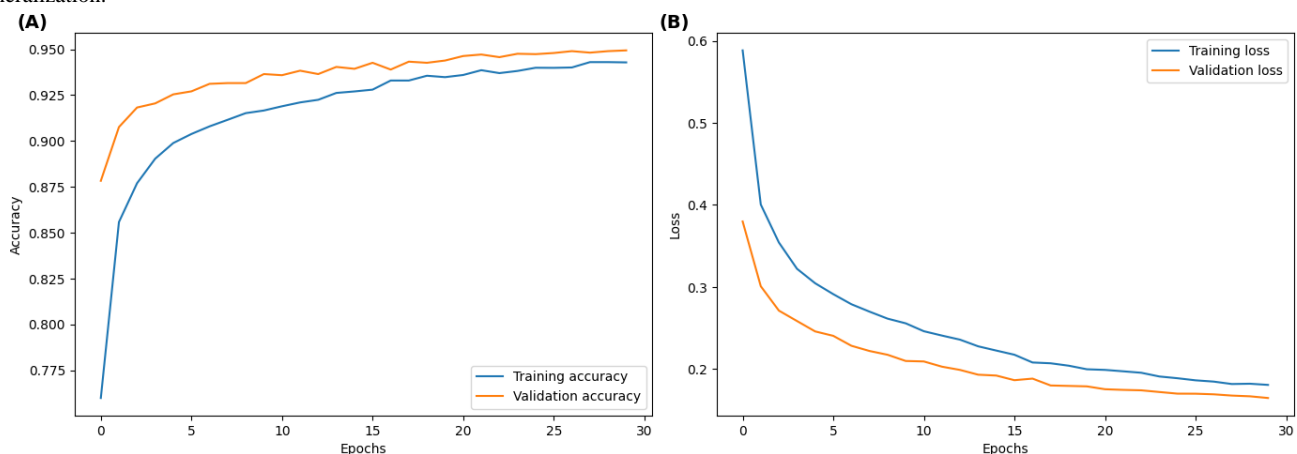 (A)
0.950
0.925
0.900
0.875
0.850
0.825
0.800
0.775
Accuracy
0 5 10 15 20 25 30
Epochs
Training accuracy
Validation accuracy
(B)
0.6
0.5
0.4
0.3
0.2
Loss
0 5 10 15 20 25 30
Epochs
Training loss
Validation loss